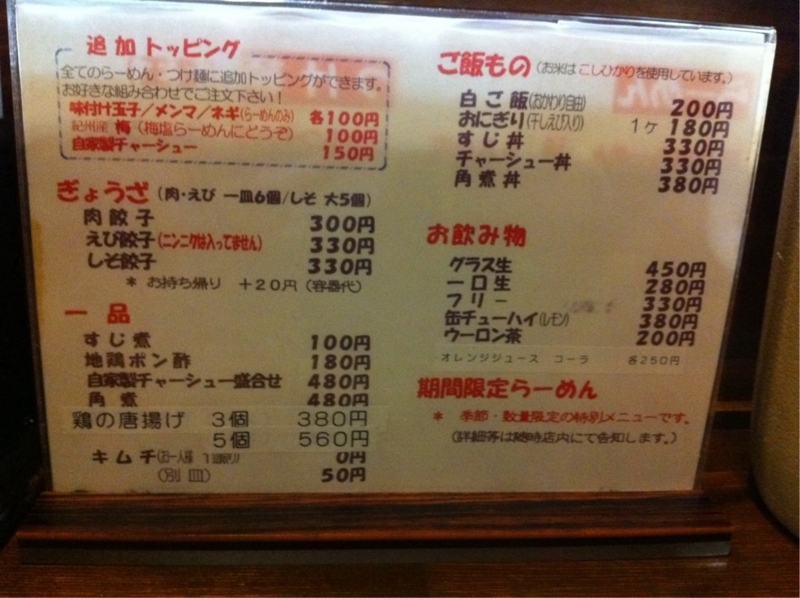 追加トッピング
全てのらーめん・つけ麺に追加トッピングができます。
お好きな組み合わせでご注文下さい！
味付け玉子／メンマ／ネギ(らーめんのみ) 各100円
紀州産 梅（梅塩らーめんにどうぞ） 100円
自家製チャーシュー 150円
ぎょうざ（肉・えび 一皿6個/しそ 大5個）
肉餃子 300円
えび餃子(ニンニクは入ってません) 330円
しそ餃子 330円
＊ お持ち帰り ＋20円（容器代）
一品
すじ煮 100円
地鶏ポン酢 180円
自家製チャーシュー盛合せ 480円
角煮 480円
鶏の唐揚げ 3個 380円
5個 560円
キムチ(お一人様 1回限り) 0円
（別皿） 50円
ご飯もの（お米は こしひかりを使用しています。）
白ご飯(おかわり自由) 200円
おにぎり(干しえび入り) 1ケ 180円
すじ丼 330円
チャーシュー丼 330円
角煮丼 380円
お飲み物
グラス生 450円
一口生 280円
フリー 330円
缶チューハイ(レモン) 380円
ウーロン茶 200円
オレンジジュース コーラ 各250円
期間限定らーめん
＊ 季節・数量限定の特別メニューです。
（詳細等は随時店内にて告知します。）